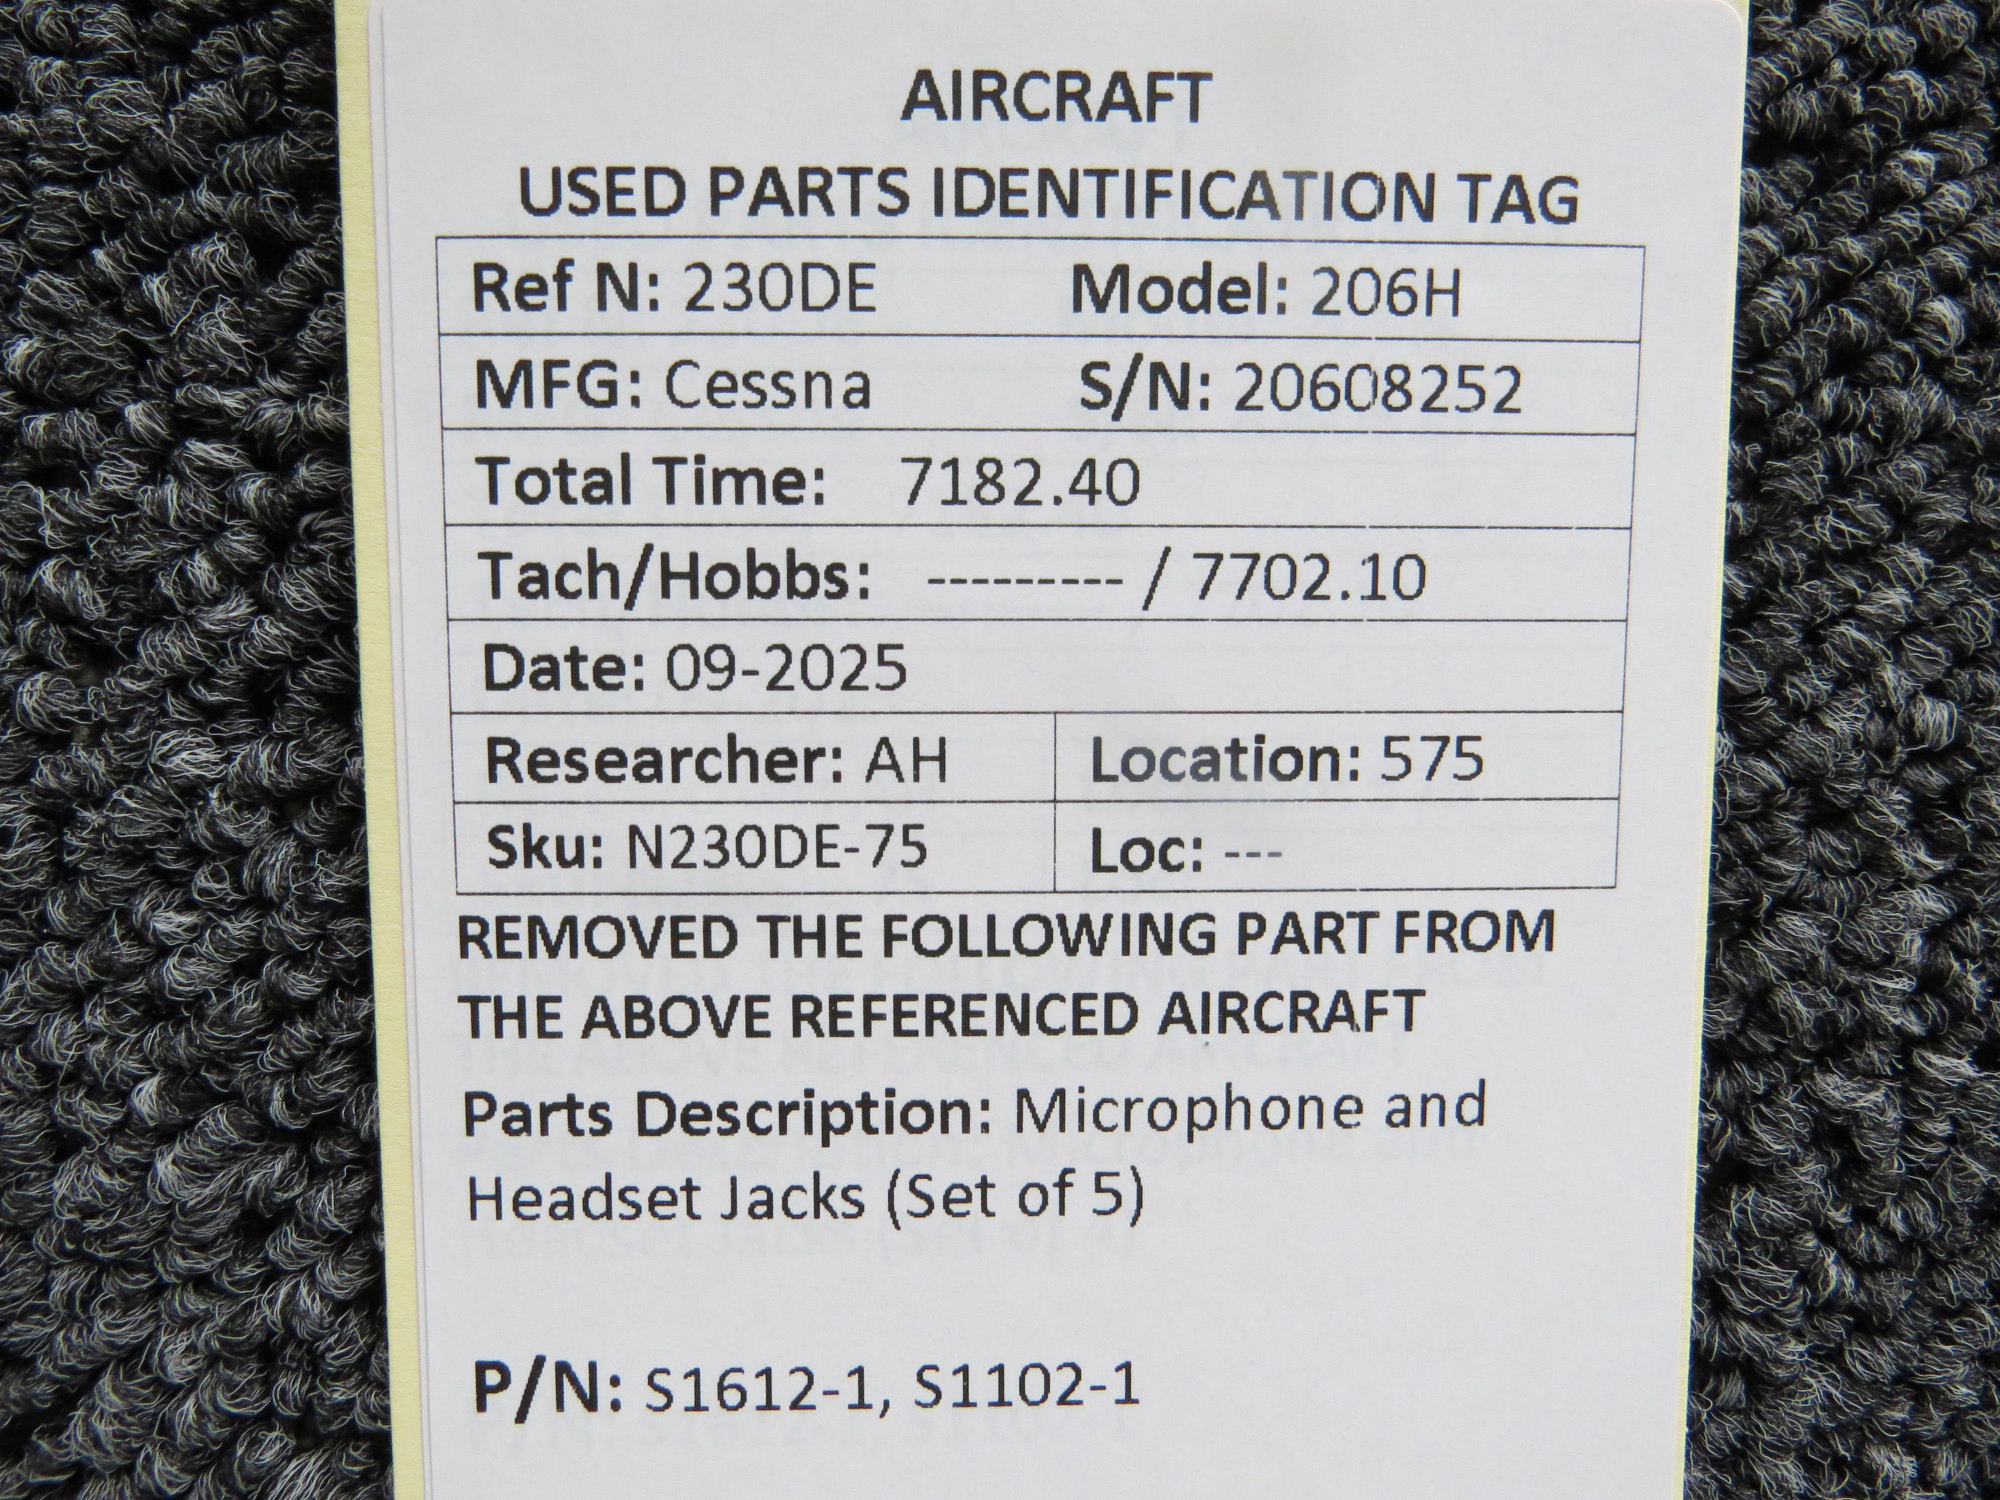 AIRCRAFT
USED PARTS IDENTIFICATION TAG
Ref N: 230DE Model: 206H
MFG: Cessna S/N: 20608252
Total Time: 7182.40
Tach/Hobbs: --------- / 7702.10
Date: 09-2025
Researcher: AH Location: 575
Sku: N230DE-75 Loc: ---
REMOVED THE FOLLOWING PART FROM
THE ABOVE REFERENCED AIRCRAFT
Parts Description: Microphone and
Headset Jacks (Set of 5)
P/N: S1612-1, S1102-1